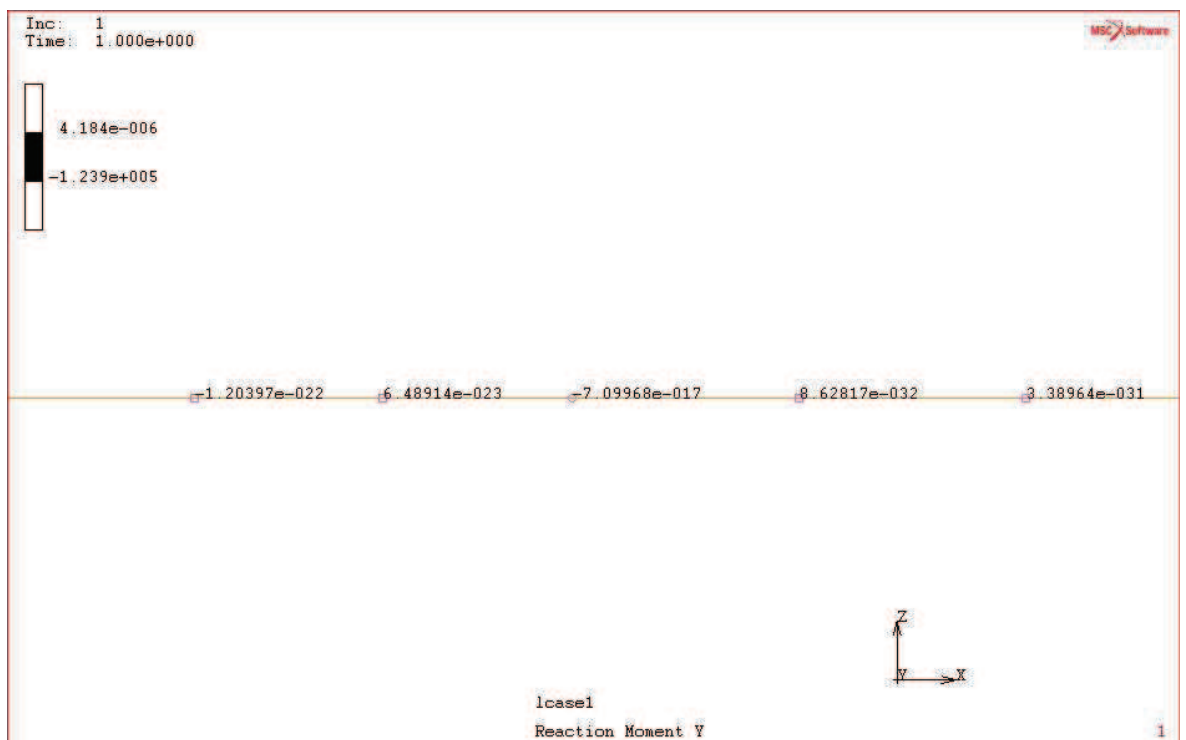 Inc: 1
Time: 1.000e+000
MSC Software
4.184e-006
-1.239e+005
-1.20397e-022 6.48914e-023 -7.09968e-017 8.62817e-032 3.38964e-031
Z
Y X
lcase1
Reaction Moment Y 1